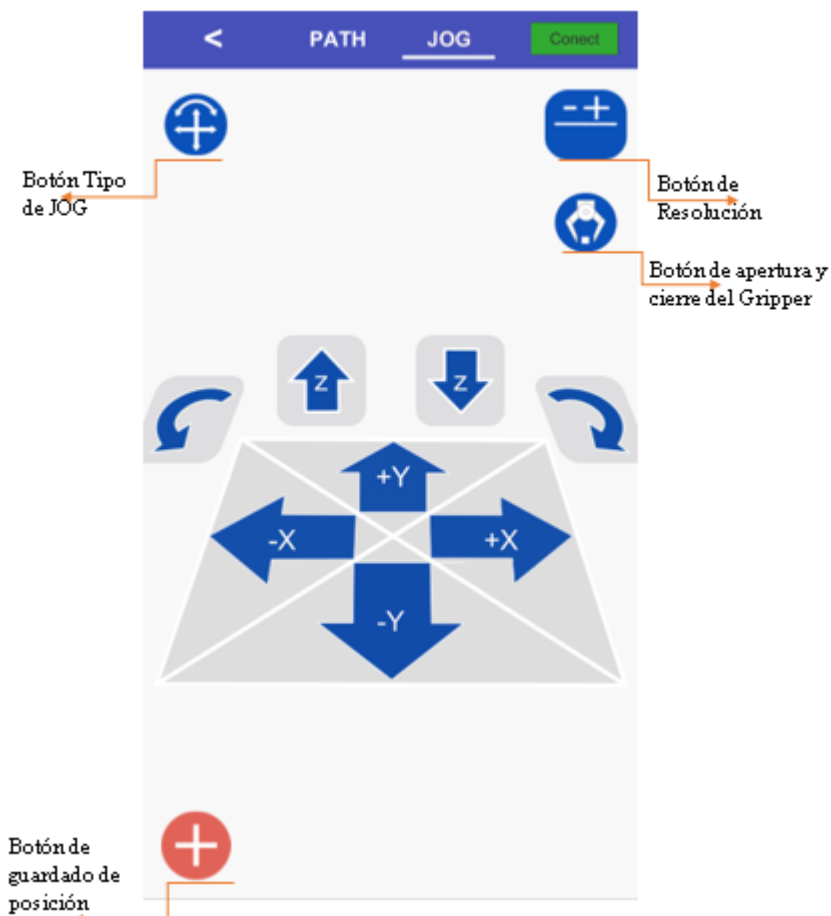 < PATH JOG Conect
Botón Tipo
de JOG
Botón de
Resolución
Botón de apertura y
cierre del Gripper
Z Z
+Y
-X +X
-Y
Botón de
guardado de
posición